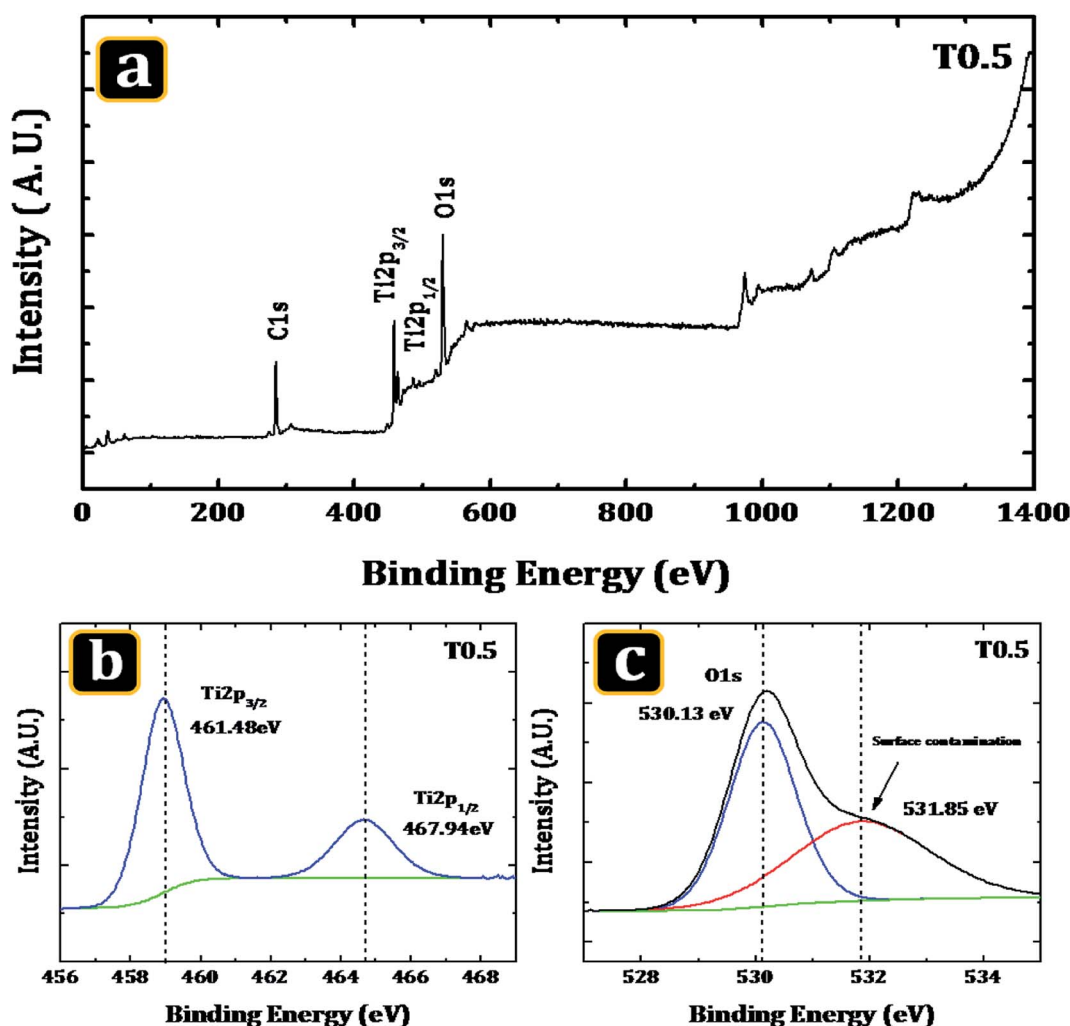 a
T0.5
Intensity ( A. U.)
C1s
Ti2p3/2
Ti2p1/2
O1s
0 200 400 600 800 1000 1200 1400
Binding Energy (eV)
b
T0.5
Ti2p3/2
461.48eV
Ti2p1/2
467.94eV
Intensity (A.U.)
456 458 460 462 464 466 468
Binding Energy (eV)
c
T0.5
O1s
530.13 eV
Surface contamination
531.85 eV
Intensity (A.U.)
528 530 532 534
Binding Energy (eV)